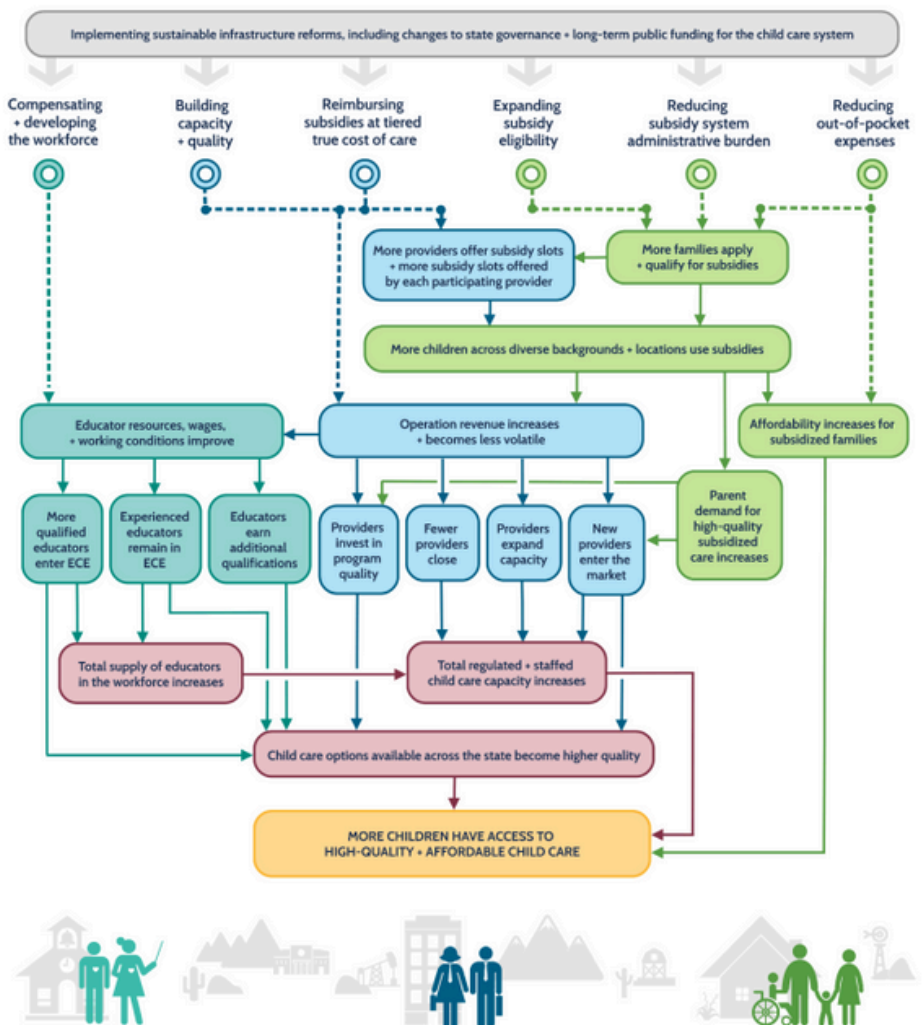 Implementing sustainable infrastructure reforms, including changes to state governance + long-term public funding for the child care system
Compensating
+ developing
the workforce
Building
capacity
+ quality
Reimbursing
subsidies at tiered
true cost of care
Expanding
subsidy
eligibility
Reducing
subsidy system
administrative burden
Reducing
out-of-pocket
expenses
More providers offer subsidy slots
+ more subsidy slots offered
by each participating provider
More families apply
+ qualify for subsidies
More children across diverse backgrounds + locations use subsidies
Educator resources, wages,
+ working conditions improve
Operation revenue increases
+ becomes less volatile
Affordability increases for
subsidized families
More
qualified
educators
enter ECE
Experienced
educators
remain in
ECE
Educators
earn
additional
qualifications
Providers
invest in
program
quality
Fewer
providers
close
Providers
expand
capacity
New
providers
enter the
market
Parent
demand for
high-quality
subsidized
care increases
Total supply of educators
in the workforce increases
Total regulated + staffed
child care capacity increases
Child care options available across the state become higher quality
MORE CHILDREN HAVE ACCESS TO
HIGH-QUALITY + AFFORDABLE CHILD CARE